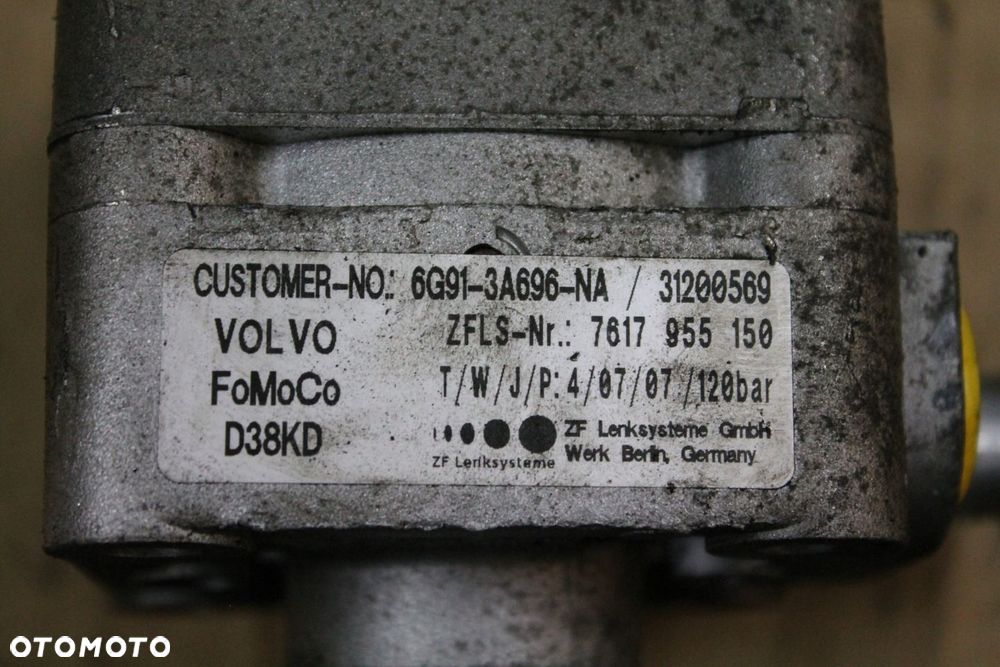 CUSTOMER-NO.: 6G91-3A696-NA / 31200569
VOLVO ZFLS-Nr.: 7617 955 150
FoMoCo T/W/J/P: 4/07/07 /120bar
D38KD ZF Lenksysteme GmbH
ZF Lenksysteme Werk Berlin, Germany
OTOMOTO